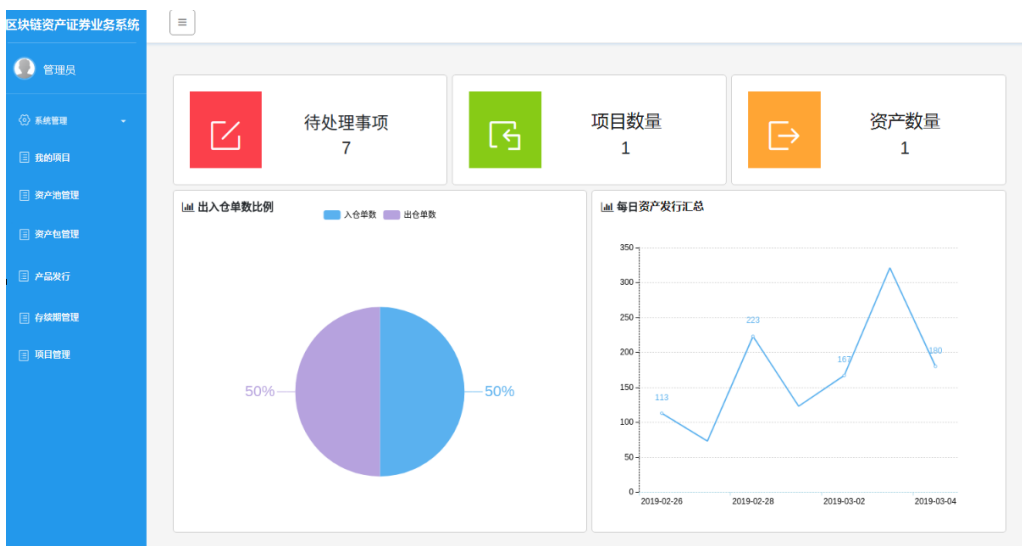 区块链资产证券业务系统
管理员
系统管理
我的项目
资产池管理
资产包管理
产品发行
存续期管理
项目管理
待处理事项
7
项目数量
1
资产数量
1
出入仓单数比例
入仓单数 出仓单数
50% 50%
每日资产发行汇总
350
300
250
200
150
100
50
0
223
167
180
113
2019-02-26 2019-02-28 2019-03-02 2019-03-04